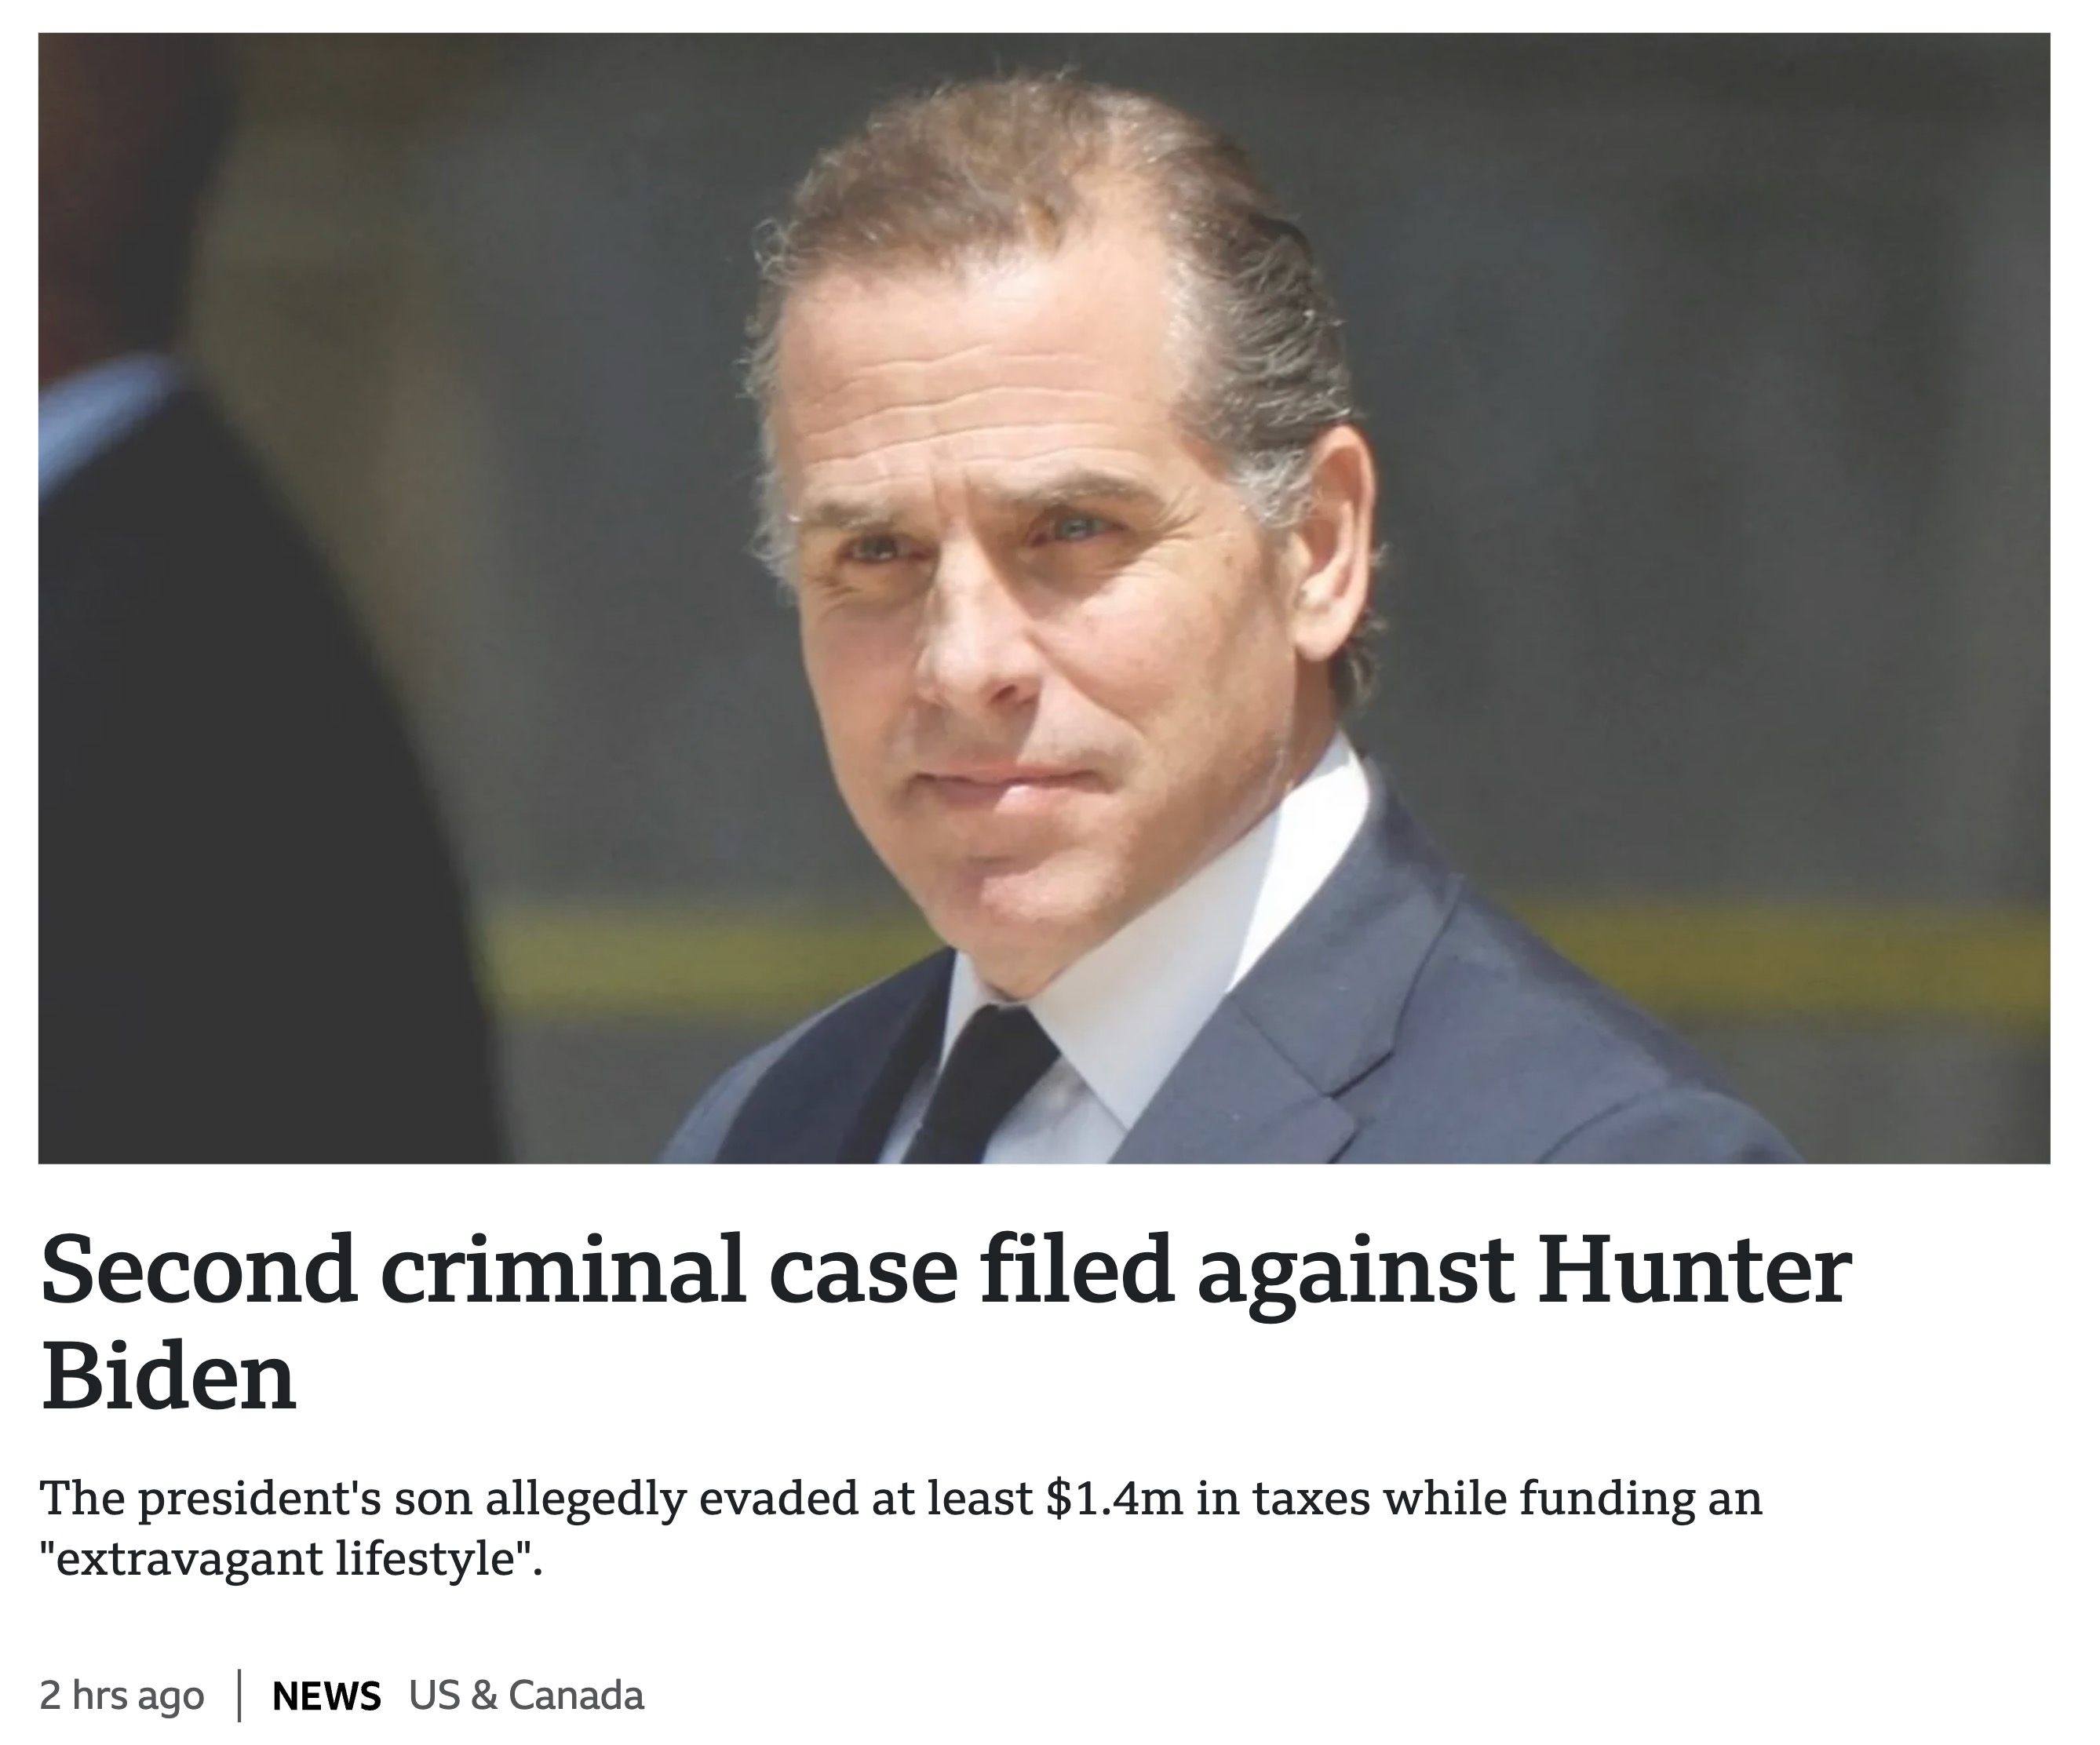 Second criminal case filed against Hunter
Biden
The president's son allegedly evaded at least $1.4m in taxes while funding an
"extravagant lifestyle".
2 hrs ago | NEWS US & Canada